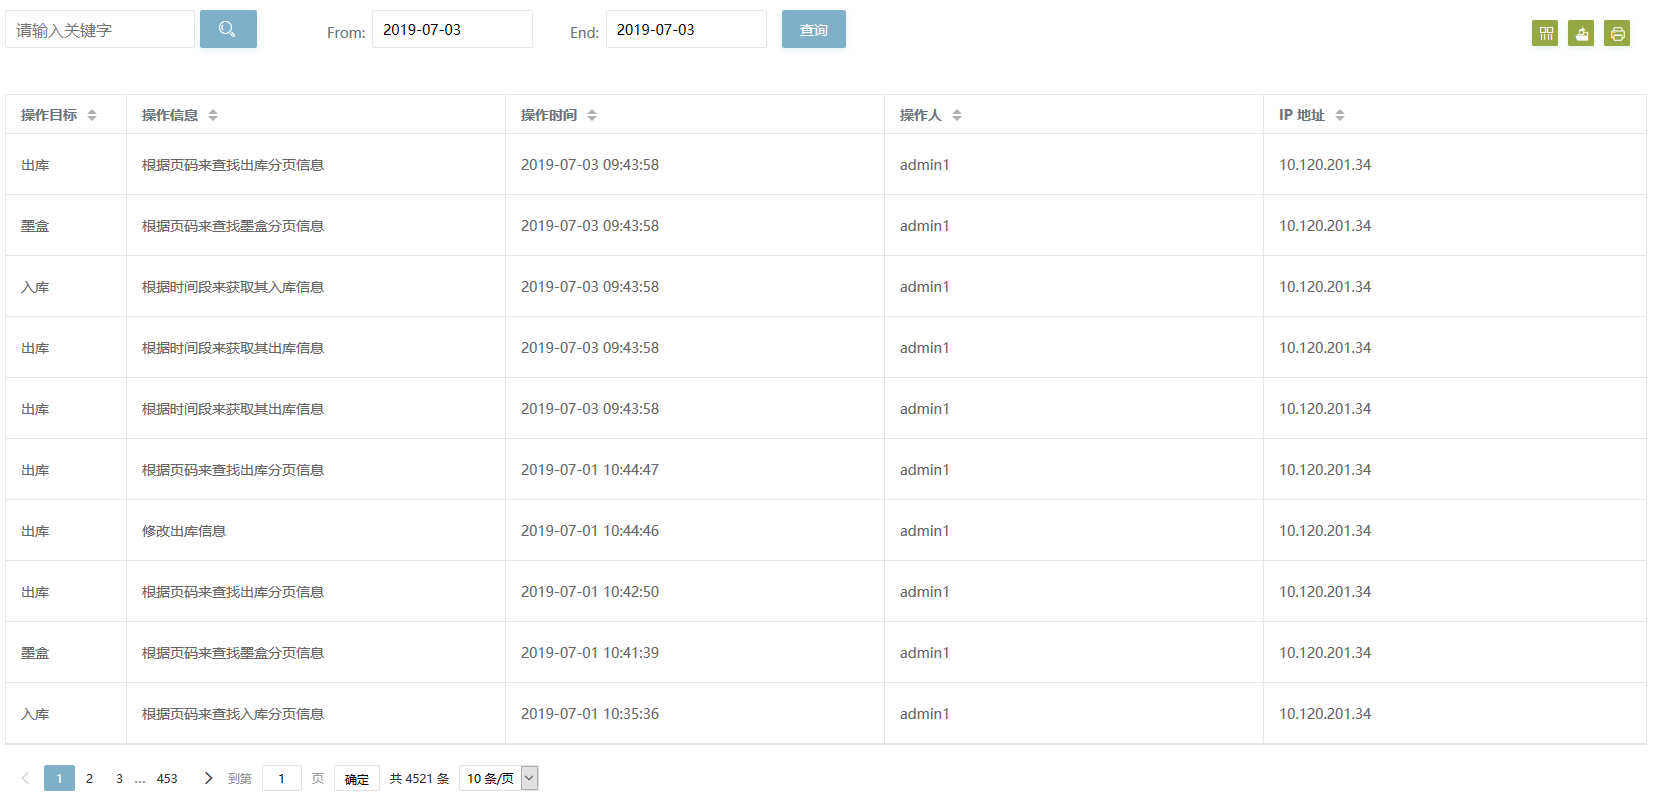 请输入关键字 From: 2019-07-03 End: 2019-07-03 查询
操作目标 操作信息 操作时间 操作人 IP 地址
出库 根据页码来查找出库分页信息 2019-07-03 09:43:58 admin1 10.120.201.34
墨盒 根据页码来查找墨盒分页信息 2019-07-03 09:43:58 admin1 10.120.201.34
入库 根据时间段来获取其入库信息 2019-07-03 09:43:58 admin1 10.120.201.34
出库 根据时间段来获取其出库信息 2019-07-03 09:43:58 admin1 10.120.201.34
出库 根据时间段来获取其出库信息 2019-07-03 09:43:58 admin1 10.120.201.34
出库 根据页码来查找出库分页信息 2019-07-01 10:44:47 admin1 10.120.201.34
出库 修改出库信息 2019-07-01 10:44:46 admin1 10.120.201.34
出库 根据页码来查找出库分页信息 2019-07-01 10:42:50 admin1 10.120.201.34
墨盒 根据页码来查找墨盒分页信息 2019-07-01 10:41:39 admin1 10.120.201.34
入库 根据页码来查找入库分页信息 2019-07-01 10:35:36 admin1 10.120.201.34
1 2 3 … 453 到第 1 页 确定 共 4521 条 10 条/页